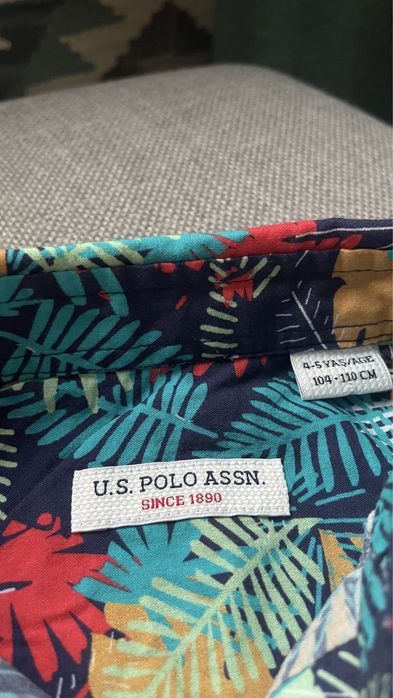 4-5 YAŞ/AGE
104 - 110 CM
U.S. POLO ASSN.
SINCE 1890